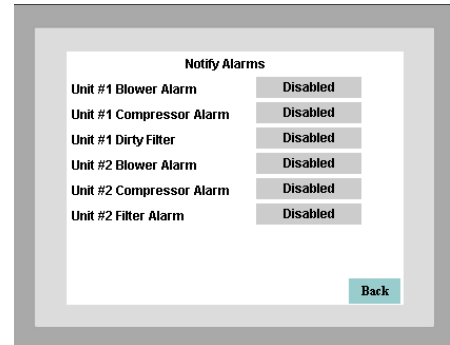 Notify Alarms
Unit #1 Blower Alarm Disabled
Unit #1 Compressor Alarm Disabled
Unit #1 Dirty Filter Disabled
Unit #2 Blower Alarm Disabled
Unit #2 Compressor Alarm Disabled
Unit #2 Filter Alarm Disabled
Back